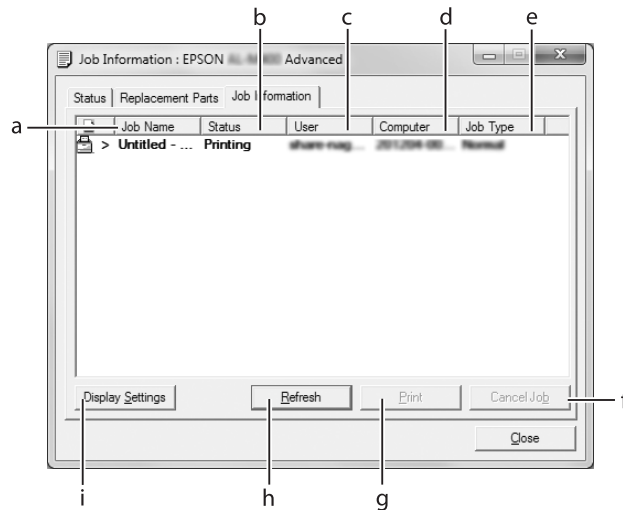 b c d e
Job Information : EPSON Advanced
Status Replacement Parts Job Information
a Job Name Status User Computer Job Type
> Untitled - ... Printing
Display Settings Refresh Print Cancel Job
Close
i h g